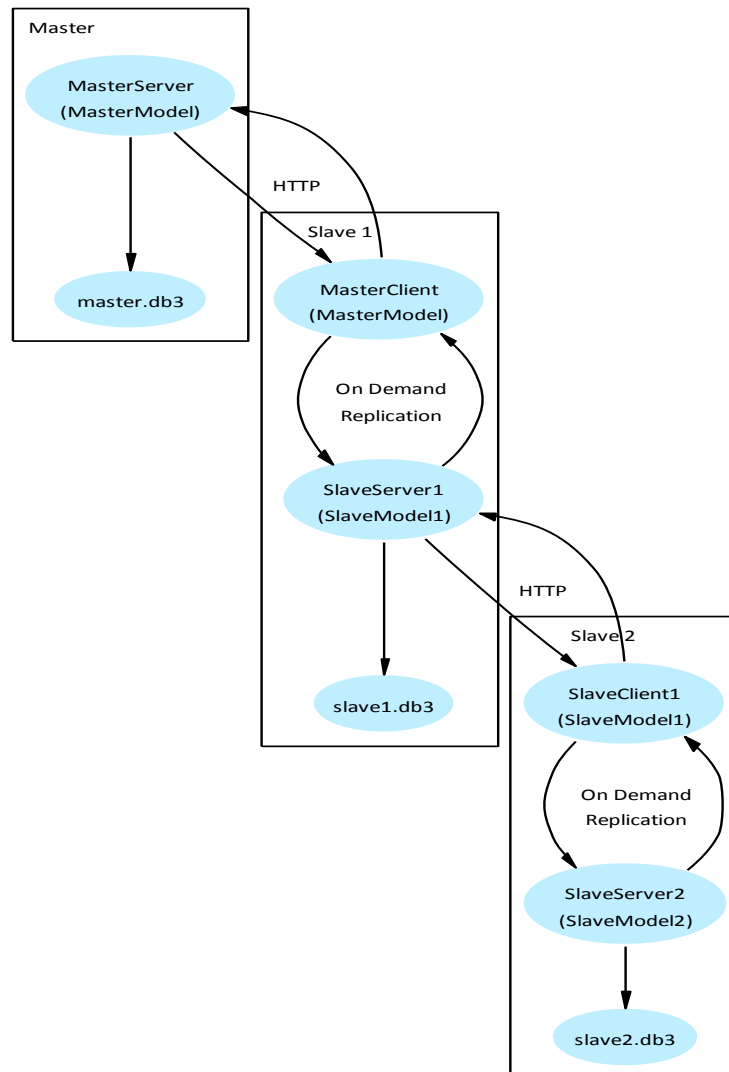 Master
MasterServer
(MasterModel)
HTTP
master.db3
Slave 1
MasterClient
(MasterModel)
On Demand
Replication
SlaveServer1
(SlaveModel1)
HTTP
slave1.db3
Slave 2
SlaveClient1
(SlaveModel1)
On Demand
Replication
SlaveServer2
(SlaveModel2)
slave2.db3